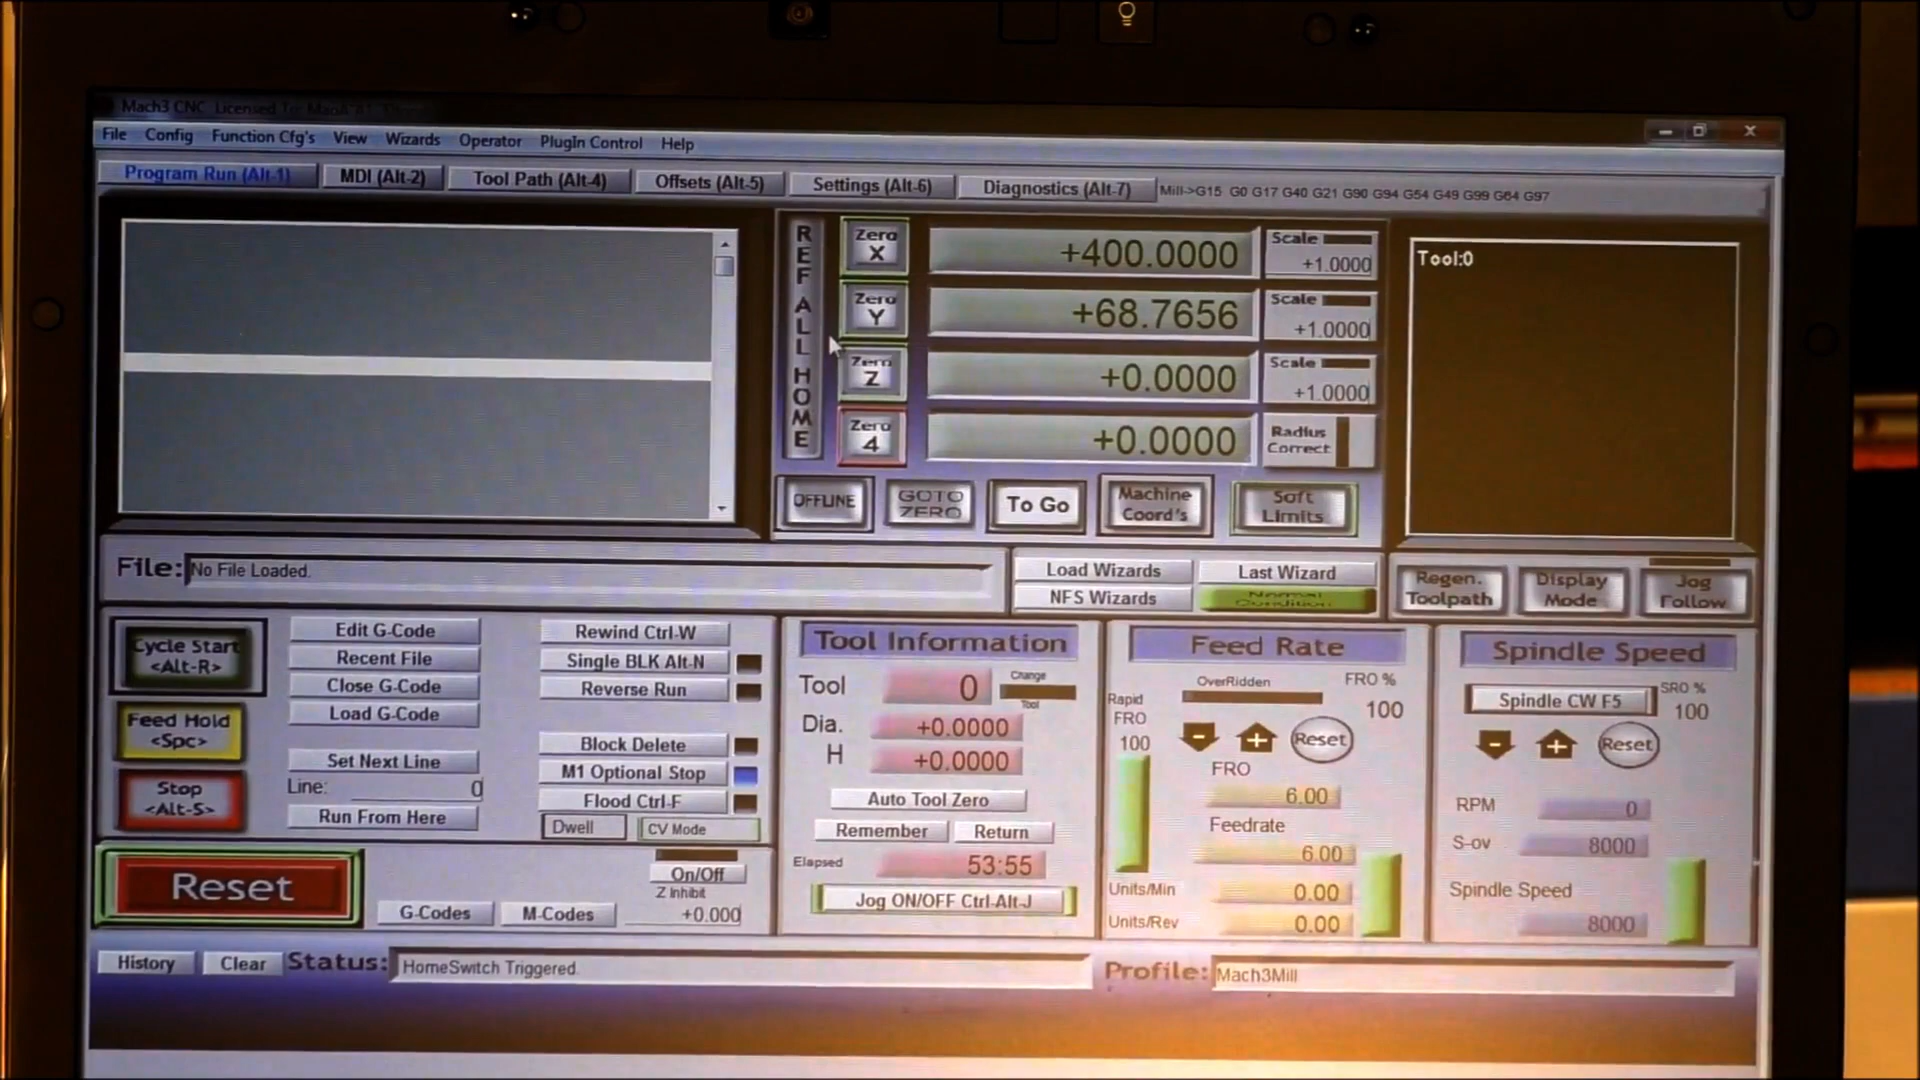 Mach3 CNC Licensed To:
File Config Function Cfg's View Wizards Operator PlugIn Control Help
Program Run (Alt-1) MDI (Alt-2) Tool Path (Alt-4) Offsets (Alt-5) Settings (Alt-6) Diagnostics (Alt-7) Mill->G15 G0 G17 G40 G21 G90 G94 G54 G49 G99 G64 G97
REF ALL HOME
Zero X +400.0000 Scale +1.0000
Zero Y +68.7656 Scale +1.0000
Zero Z +0.0000 Scale +1.0000
Zero 4 +0.0000 Radius Correct
Tool:0
OFFLINE GOTO ZERO To Go Machine Coord's Soft Limits
File: No File Loaded.
Load Wizards Last Wizard
NFS Wizards Normal Condition
Regen. Toolpath Display Mode Jog Follow
Cycle Start <Alt-R>
Feed Hold <Spc>
Stop <Alt-S>
Edit G-Code
Recent File
Close G-Code
Load G-Code
Set Next Line
Line: 0
Run From Here
Rewind Ctrl-W
Single BLK Alt-N
Reverse Run
Block Delete
M1 Optional Stop
Flood Ctrl-F
Dwell CV Mode
Reset
G-Codes M-Codes
On/Off
Z Inhibit
+0.000
Tool Information
Tool 0 Change Tool
Dia. +0.0000
H +0.0000
Auto Tool Zero
Remember Return
Elapsed 53:55
Jog ON/OFF Ctrl-Alt-J
Feed Rate
OverRidden FRO %
100
Rapid FRO
100
Reset
FRO
6.00
Feedrate
6.00
Units/Min 0.00
Units/Rev 0.00
Spindle Speed
Spindle CW F5 SRO %
100
Reset
RPM 0
S-ov 8000
Spindle Speed
8000
History Clear Status: HomeSwitch Triggered. Profile: Mach3Mill